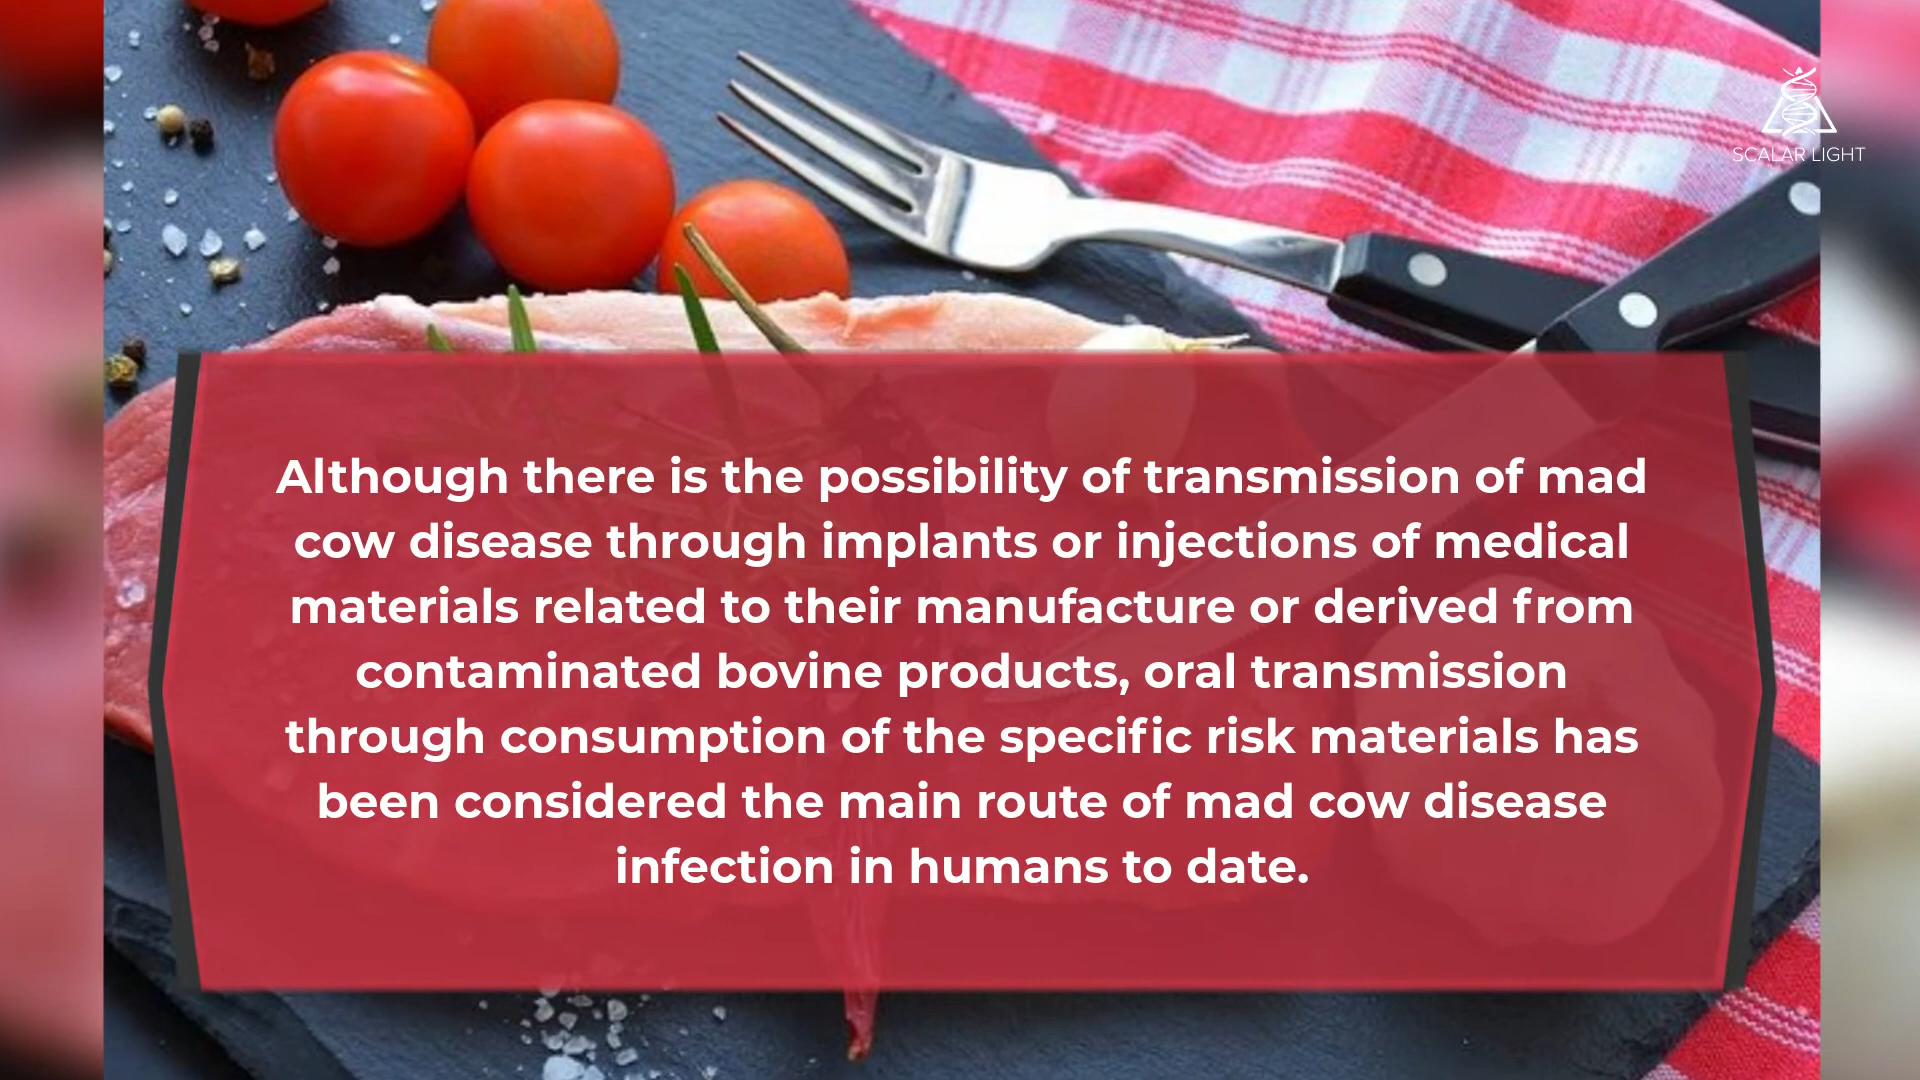 SCALAR LIGHT
Although there is the possibility of transmission of mad
cow disease through implants or injections of medical
materials related to their manufacture or derived from
contaminated bovine products, oral transmission
through consumption of the specific risk materials has
been considered the main route of mad cow disease
infection in humans to date.